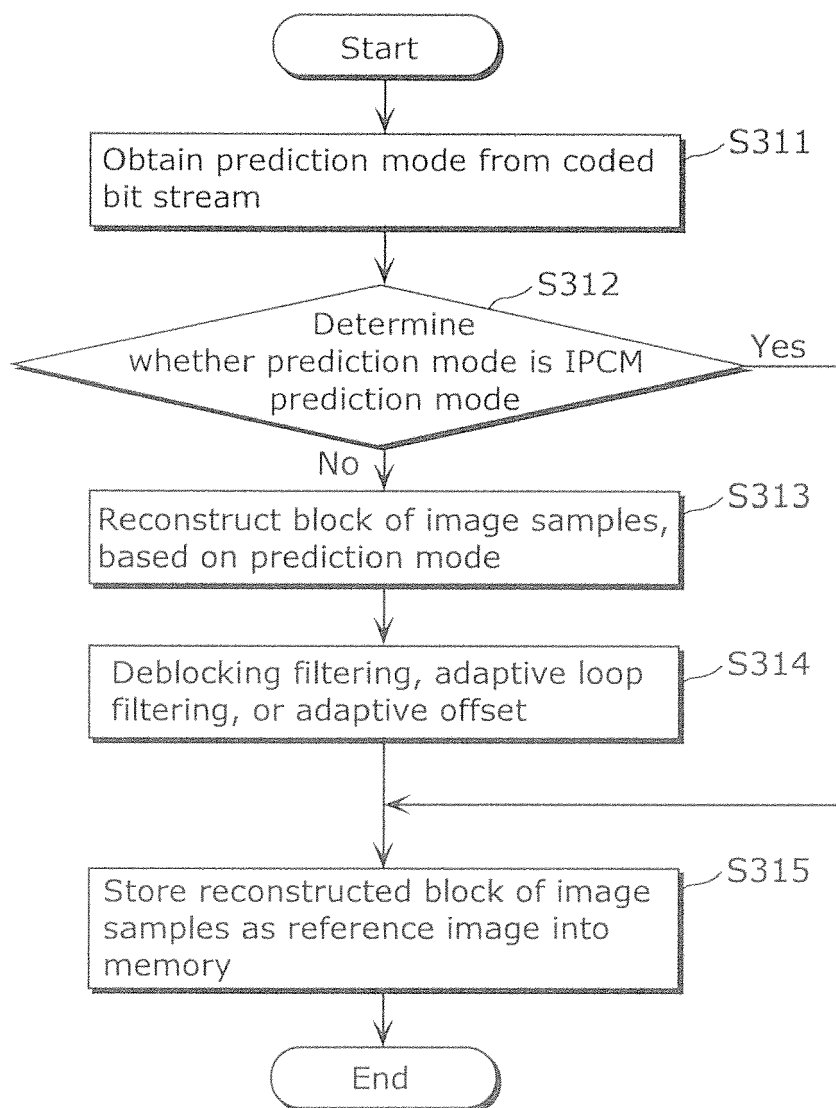 Start
S311
Obtain prediction mode from coded
bit stream
S312
Determine
whether prediction mode is IPCM
prediction mode
Yes
No
S313
Reconstruct block of image samples,
based on prediction mode
S314
Deblocking filtering, adaptive loop
filtering, or adaptive offset
S315
Store reconstructed block of image
samples as reference image into
memory
End